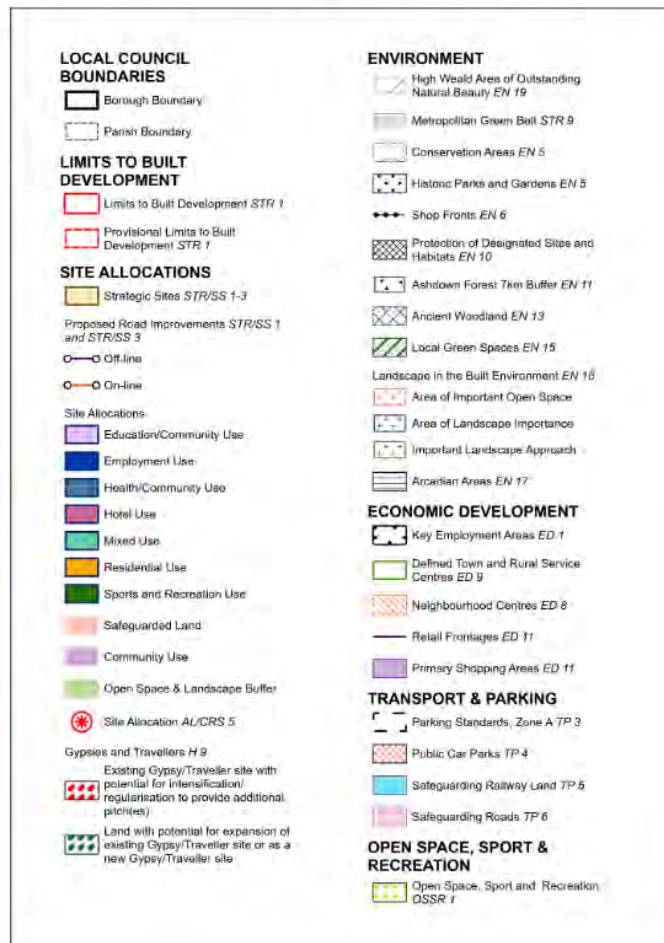 LOCAL COUNCIL
BOUNDARIES
Borough Boundary
Parish Boundary
LIMITS TO BUILT
DEVELOPMENT
Limits to Built Development STR 1
Provisional Limits to Built
Development STR 1
SITE ALLOCATIONS
Strategic Sites STR/SS 1-3
Proposed Road Improvements STR/SS 1
and STR/SS 3
Off-line
On-line
Site Allocations
Education/Community Use
Employment Use
Health/Community Use
Hotel Use
Mixed Use
Residential Use
Sports and Recreation Use
Safeguarded Land
Community Use
Open Space & Landscape Buffer
Site Allocation AL/CRS 5
Gypsies and Travellers H 9
Existing Gypsy/Traveller site with
potential for intensification/
regularisation to provide additional
pitch(es)
Land with potential for expansion of
existing Gypsy/Traveller site or as a
new Gypsy/Traveller site
ENVIRONMENT
High Weald Area of Outstanding
Natural Beauty EN 19
Metropolitan Green Belt STR 9
Conservation Areas EN 5
Historic Parks and Gardens EN 5
Shop Fronts EN 6
Protection of Designated Sites and
Habitats EN 10
Ashdown Forest 7km Buffer EN 11
Ancient Woodland EN 13
Local Green Spaces EN 15
Landscape in the Built Environment EN 16
Area of Important Open Space
Area of Landscape Importance
Important Landscape Approach
Arcadian Areas EN 17
ECONOMIC DEVELOPMENT
Key Employment Areas ED 1
Defined Town and Rural Service
Centres ED 9
Neighbourhood Centres ED 8
Retail Frontages ED 11
Primary Shopping Areas ED 11
TRANSPORT & PARKING
Parking Standards, Zone A TP 3
Public Car Parks TP 4
Safeguarding Railway Land TP 5
Safeguarding Roads TP 6
OPEN SPACE, SPORT &
RECREATION
Open Space, Sport and Recreation
OSSR 1